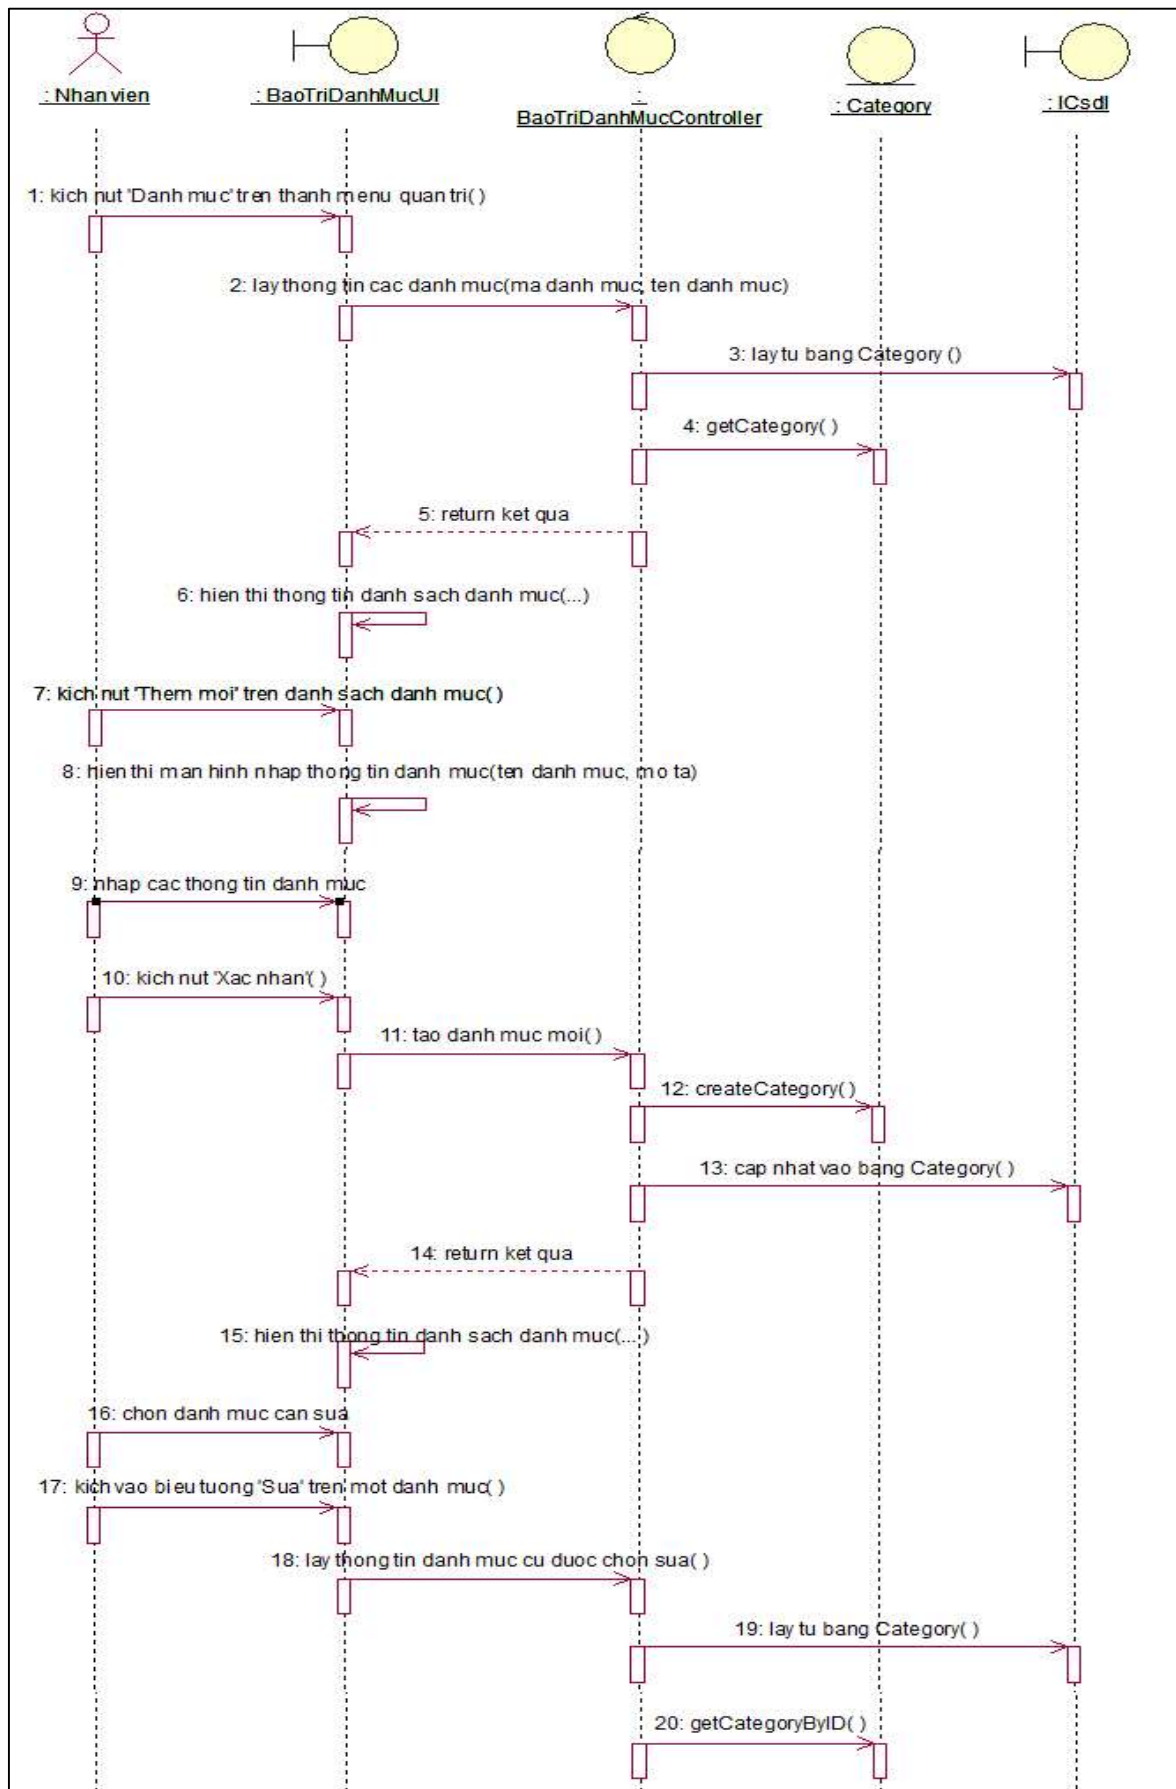 : Nhanvien
: BaoTriDanhMucUI
:
BaoTriDanhMucController
: Category
: ICsdl
1: kich nut 'Danh muc' tren thanh menu quan tri( )
2: lay thong tin cac danh muc(ma danh muc, ten danh muc)
3: lay tu bang Category ()
4: getCategory( )
5: return ket qua
6: hien thi thong tin danh sach danh muc(...)
7: kich nut 'Them moi' tren danh sach danh muc( )
8: hien thi man hinh nhap thong tin danh muc(ten danh muc, mo ta)
9: nhap cac thong tin danh muc
10: kich nut 'Xac nhan'( )
11: tao danh muc moi( )
12: createCategory( )
13: cap nhat vao bang Category( )
14: return ket qua
15: hien thi thong tin danh sach danh muc(... )
16: chon danh muc can sua
17: kich vao bieu tuong 'Sua' tren mot danh muc( )
18: lay thong tin danh muc cu duoc chon sua( )
19: lay tu bang Category( )
20: getCategoryByID( )